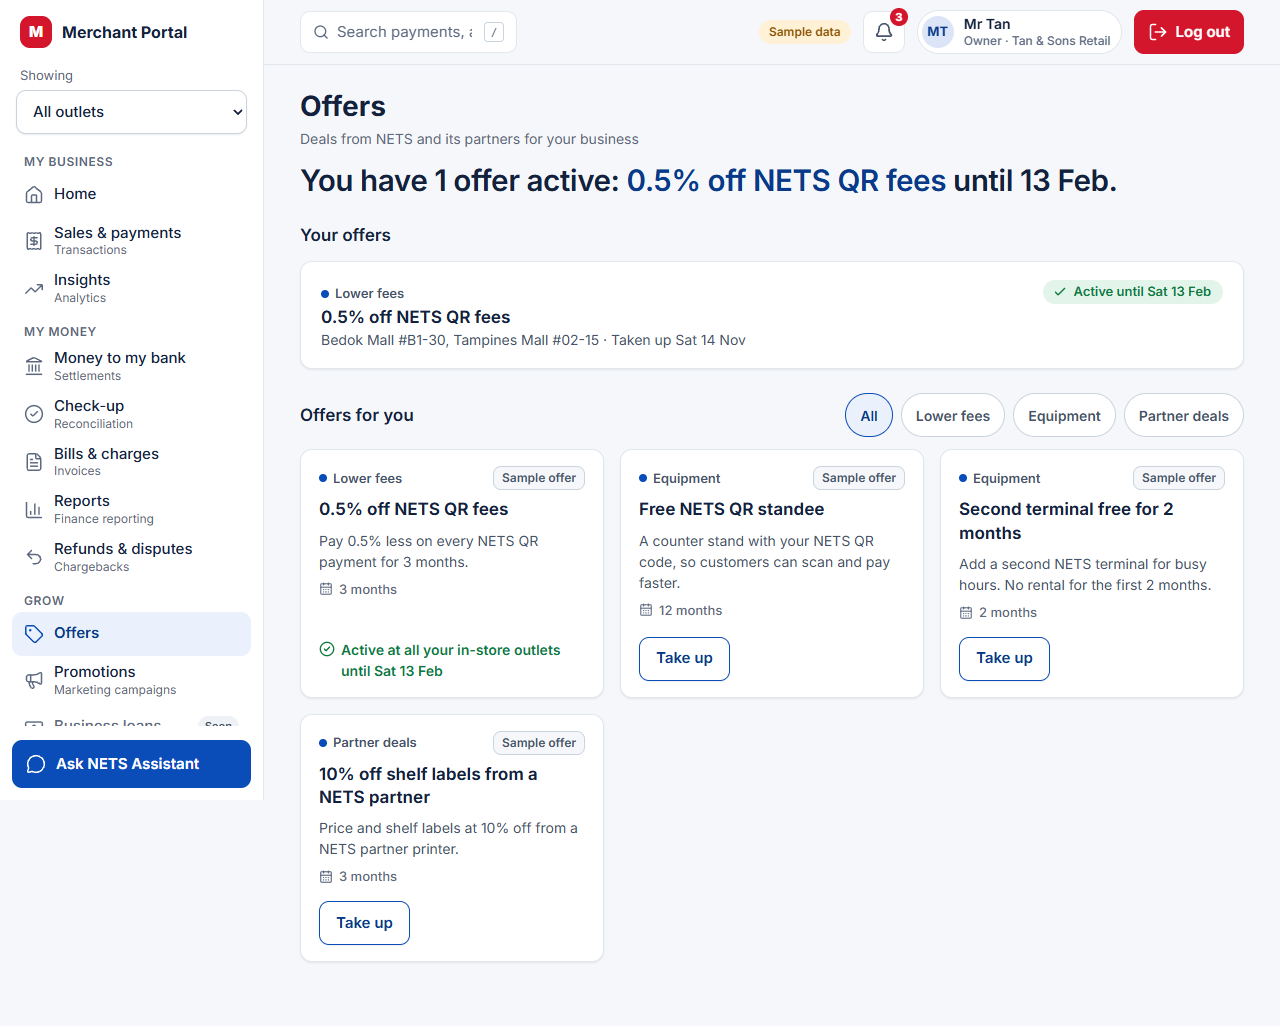 M Merchant Portal
Showing
All outlets
MY BUSINESS
Home
Sales & payments
Transactions
Insights
Analytics
MY MONEY
Money to my bank
Settlements
Check-up
Reconciliation
Bills & charges
Invoices
Reports
Finance reporting
Refunds & disputes
Chargebacks
GROW
Offers
Promotions
Marketing campaigns
Business loans Soon
Ask NETS Assistant
Search payments, /
Sample data
3
MT
Mr Tan
Owner · Tan & Sons Retail
Log out
Offers
Deals from NETS and its partners for your business
You have 1 offer active: 0.5% off NETS QR fees until 13 Feb.
Your offers
Lower fees
Active until Sat 13 Feb
0.5% off NETS QR fees
Bedok Mall #B1-30, Tampines Mall #02-15 · Taken up Sat 14 Nov
Offers for you
All
Lower fees
Equipment
Partner deals
Lower fees
Sample offer
0.5% off NETS QR fees
Pay 0.5% less on every NETS QR
payment for 3 months.
3 months
Active at all your in-store outlets
until Sat 13 Feb
Equipment
Sample offer
Free NETS QR standee
A counter stand with your NETS QR
code, so customers can scan and pay
faster.
12 months
Take up
Equipment
Sample offer
Second terminal free for 2
months
Add a second NETS terminal for busy
hours. No rental for the first 2 months.
2 months
Take up
Partner deals
Sample offer
10% off shelf labels from a
NETS partner
Price and shelf labels at 10% off from a
NETS partner printer.
3 months
Take up